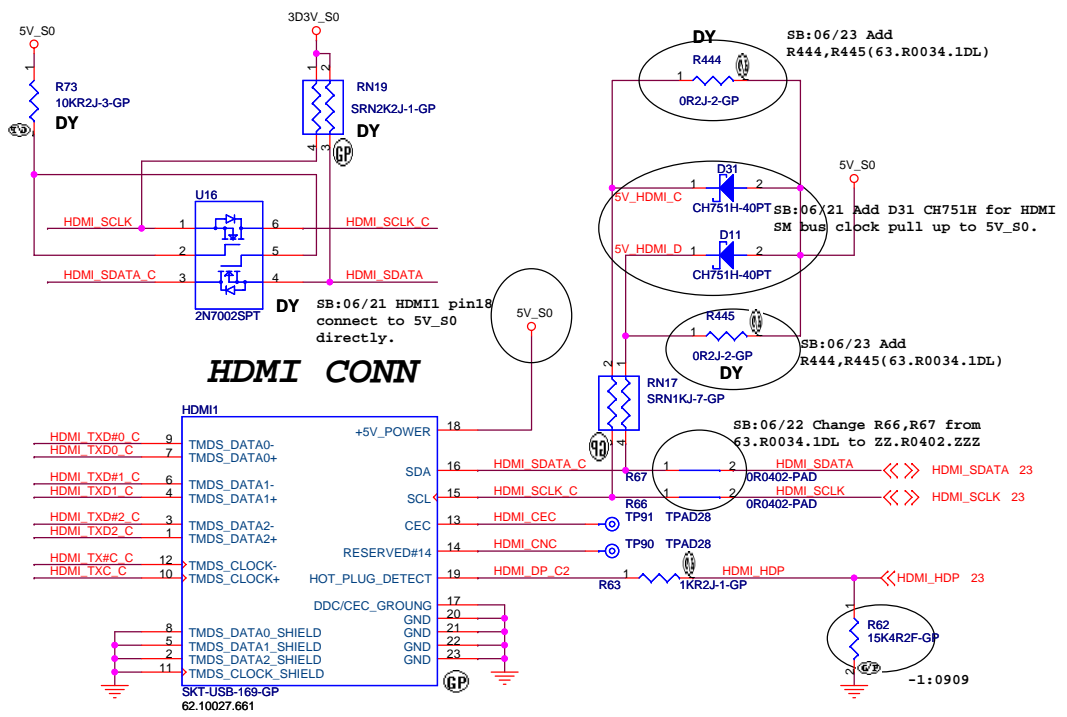 5V_S0
1
R73
10KR2J-3-GP
DY
3D3V_S0
1 2
RN19
SRN2K2J-1-GP
DY
4 3
GP
U16
HDMI_SCLK 1 6 HDMI_SCLK_C
2 5
HDMI_SDATA_C 3 4 HDMI_SDATA
2N7002SPT
DY
SB:06/21 HDMI1 pin18
connect to 5V_S0
directly.
5V_S0
DY
R444
1 2
0R2J-2-GP
SB:06/23 Add
R444,R445(63.R0034.1DL)
D31
5V_HDMI_C 1 2
CH751H-40PT
5V_S0
SB:06/21 Add D31 CH751H for HDMI
SM bus clock pull up to 5V_S0.
D11
5V_HDMI_D 1 2
CH751H-40PT
R445
1 2
0R2J-2-GP
DY
SB:06/23 Add
R444,R445(63.R0034.1DL)
2 1
RN17
SRN1KJ-7-GP
3 4
GP
SB:06/22 Change R66,R67 from
63.R0034.1DL to ZZ.R0402.ZZZ
HDMI CONN
HDMI1
+5V_POWER 18
HDMI_TXD#0_C 9 TMDS_DATA0-
HDMI_TXD0_C 7 TMDS_DATA0+
HDMI_TXD#1_C 6 TMDS_DATA1-
HDMI_TXD1_C 4 TMDS_DATA1+
HDMI_TXD#2_C 3 TMDS_DATA2-
HDMI_TXD2_C 1 TMDS_DATA2+
HDMI_TX#C_C 12 TMDS_CLOCK-
HDMI_TXC_C 10 TMDS_CLOCK+
8 TMDS_DATA0_SHIELD
5 TMDS_DATA1_SHIELD
2 TMDS_DATA2_SHIELD
11 TMDS_CLOCK_SHIELD
SDA 16 HDMI_SDATA_C R67 1 2 HDMI_SDATA HDMI_SDATA 23
0R0402-PAD
SCL 15 HDMI_SCLK_C R66 1 2 HDMI_SCLK HDMI_SCLK 23
0R0402-PAD
CEC 13 HDMI_CEC TP91 TPAD28
RESERVED#14 14 HDMI_CNC TP90 TPAD28
HOT_PLUG_DETECT 19 HDMI_DP_C2 R63 1 2 1KR2J-1-GP HDMI_HDP HDMI_HDP 23
DDC/CEC_GROUNG 17
GND 20
GND 21
GND 22
GND 23
SKT-USB-169-GP
62.10027.661
GP
1
R62
15K4R2F-GP
2
-1:0909